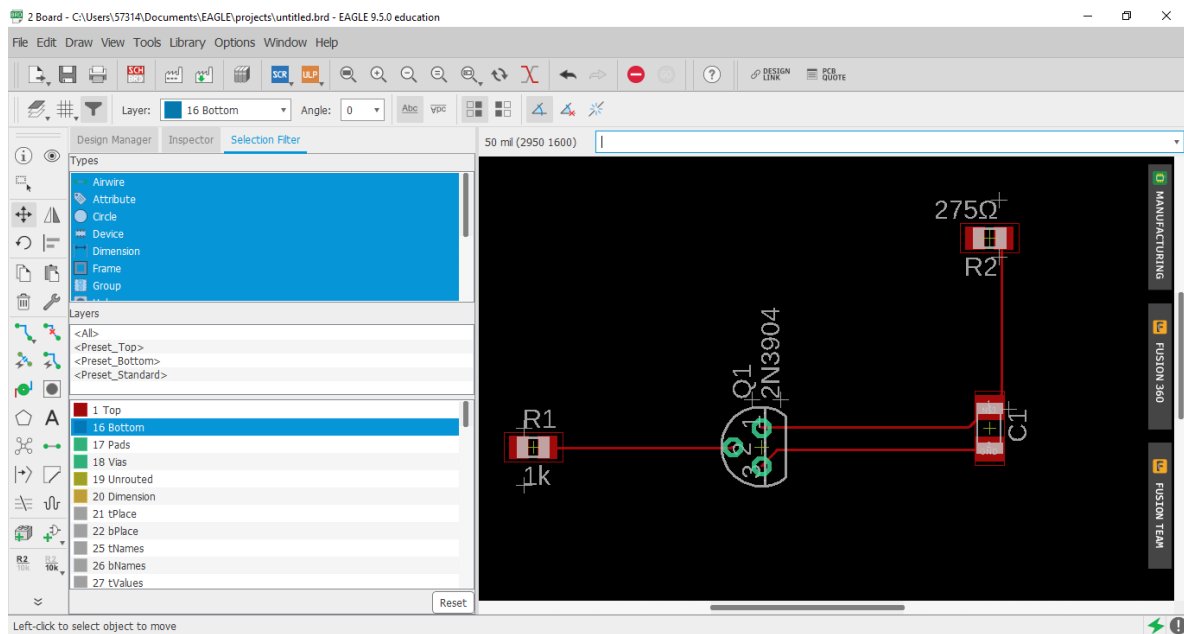 2 Board - C:\Users\57314\Documents\EAGLE\projects\untitled.brd - EAGLE 9.5.0 education
File Edit Draw View Tools Library Options Window Help
SCH SCR ULP ? DESIGN LINK PCB QUOTE
Layer: 16 Bottom Angle: 0 Abc Abc
Design Manager Inspector Selection Filter
50 mil (2950 1600)
Types
Airwire
Attribute
Circle
Device
Dimension
Frame
Group
Layers
<All>
<Preset_Top>
<Preset_Bottom>
<Preset_Standard>
1 Top
16 Bottom
17 Pads
18 Vias
19 Unrouted
20 Dimension
21 tPlace
22 bPlace
25 tNames
26 bNames
27 tValues
Reset
A
R2 10k R2 10k
275Ω
R2
Q1
2N3904
1
2
3
R1
1k
C1
MANUFACTURING
FUSION 360
FUSION TEAM
Left-click to select object to move